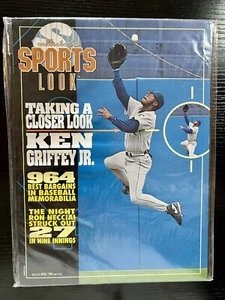 SPORTS
LOOK
TAKING A
CLOSER LOOK
KEN
GRIFFEY JR.
964
BEST BARGAINS
IN BASEBALL
MEMORABILIA
THE NIGHT
RON NECCIAI
STRUCK OUT
27
IN NINE INNINGS